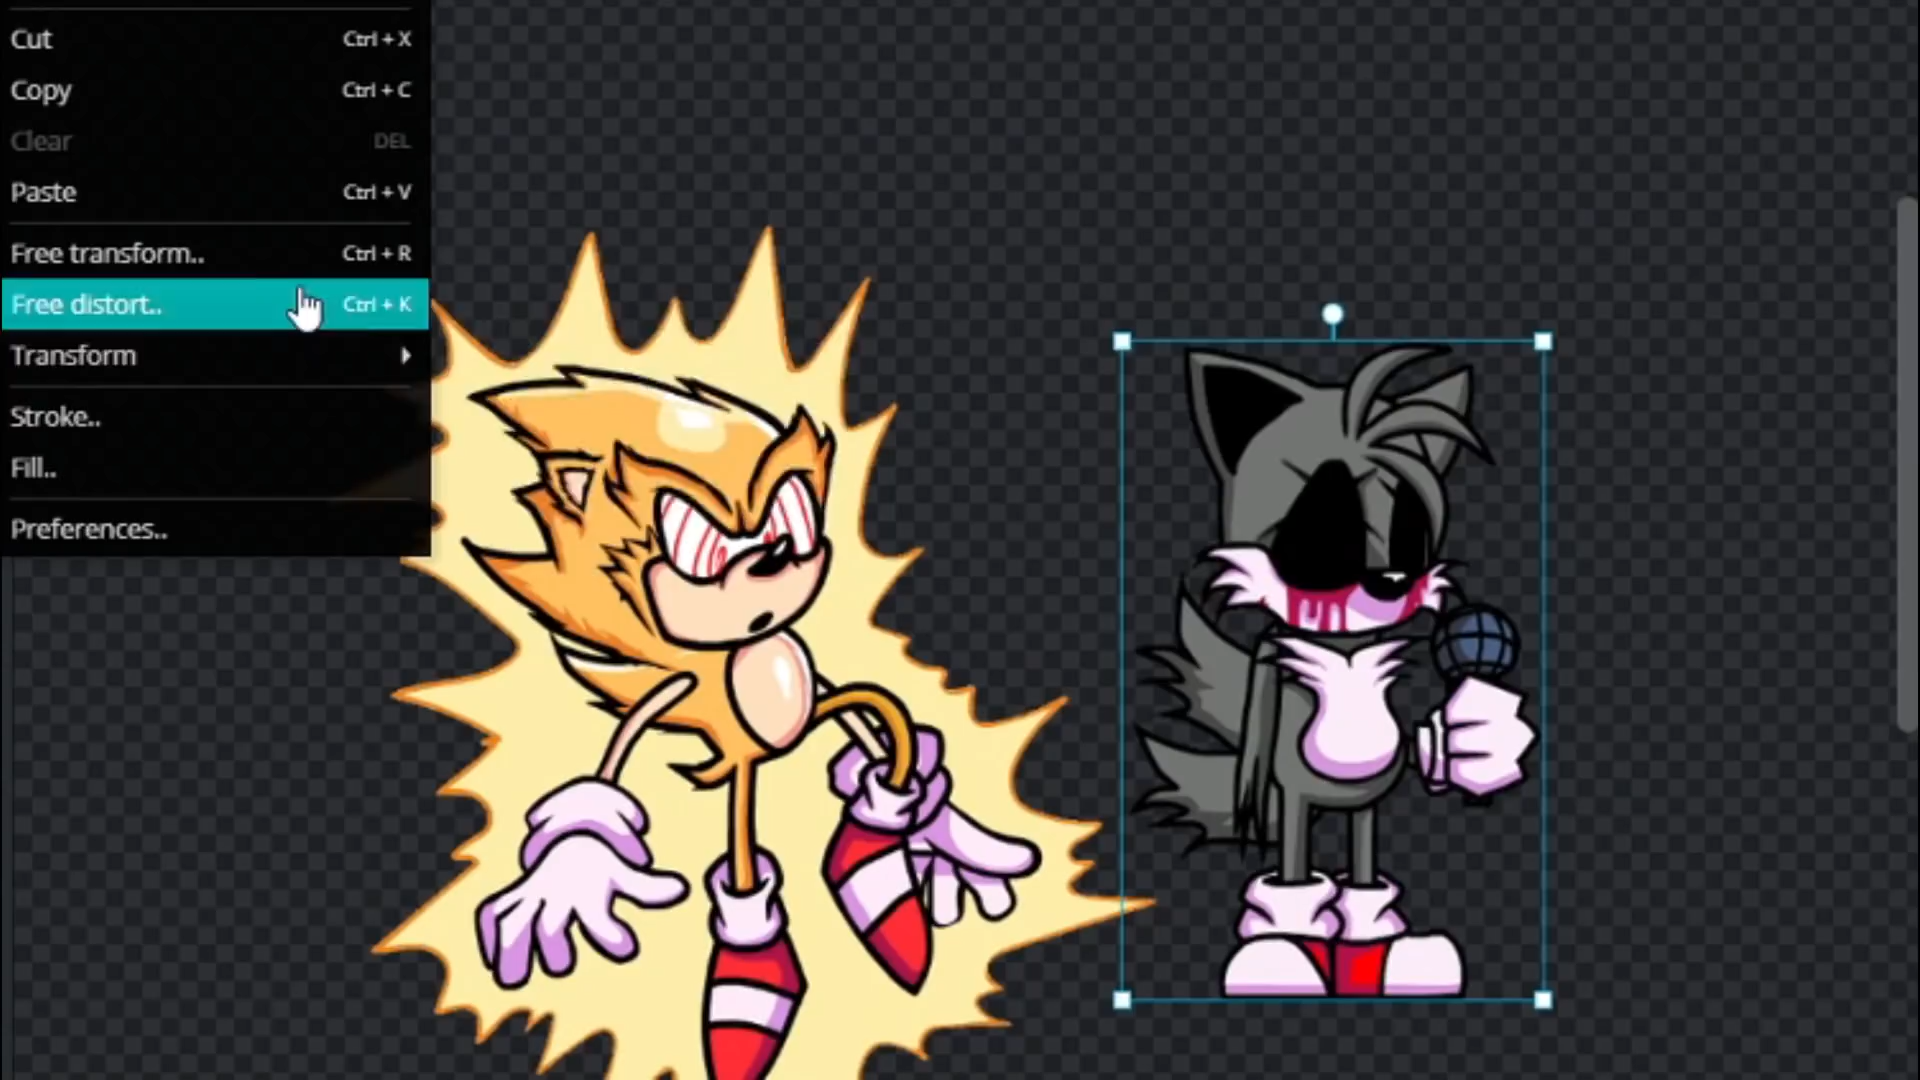 Cut Ctrl + X
Copy Ctrl + C
Clear DEL
Paste Ctrl + V
Free transform.. Ctrl + R
Free distort.. Ctrl + K
Transform
Stroke..
Fill..
Preferences..